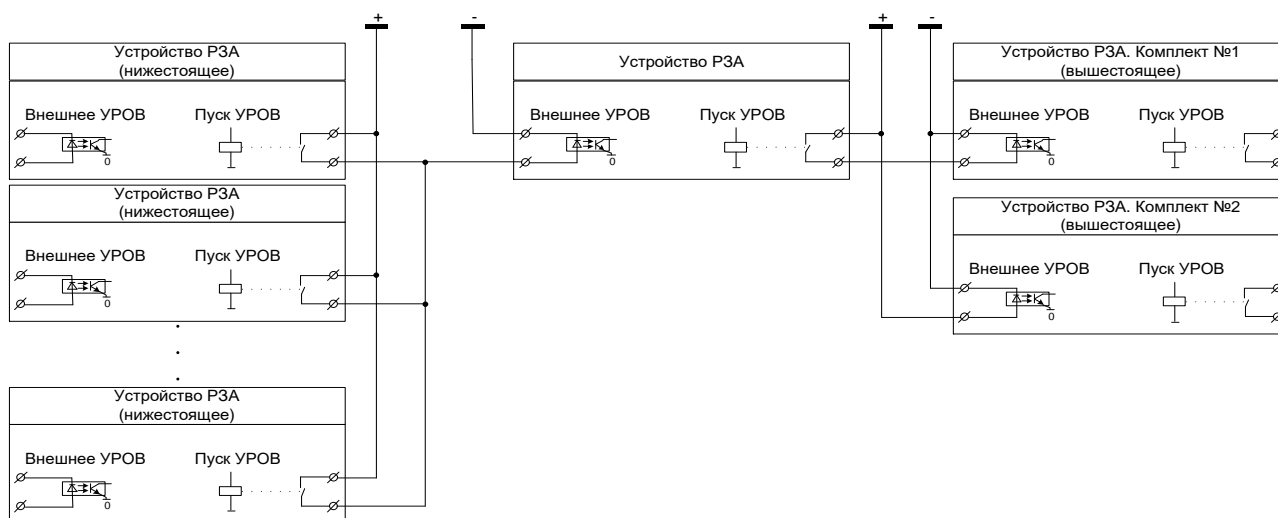 +
-
+
-
Устройство РЗА
(нижестоящее)
Внешнее УРОВ
Пуск УРОВ
0
Устройство РЗА
(нижестоящее)
Внешнее УРОВ
Пуск УРОВ
0
Устройство РЗА
(нижестоящее)
Внешнее УРОВ
Пуск УРОВ
0
Устройство РЗА
Внешнее УРОВ
Пуск УРОВ
0
Устройство РЗА. Комплект №1
(вышестоящее)
Внешнее УРОВ
Пуск УРОВ
0
Устройство РЗА. Комплект №2
(вышестоящее)
Внешнее УРОВ
Пуск УРОВ
0